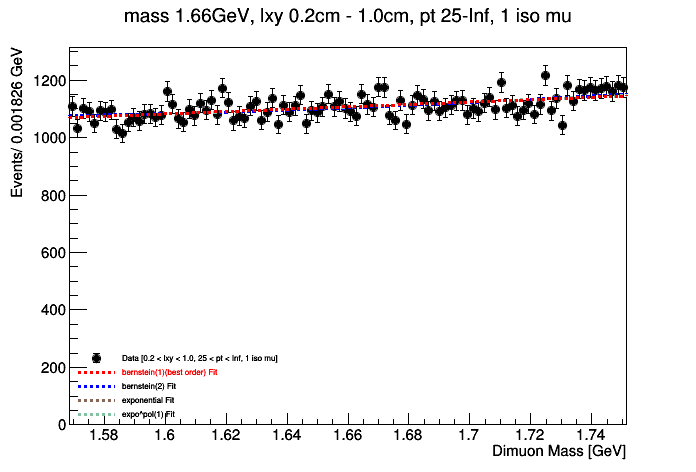 mass 1.66GeV, lxy 0.2cm - 1.0cm, pt 25-Inf, 1 iso mu
Events/ 0.001826 GeV
1200
1000
800
600
400
200
0
Data [0.2 < lxy < 1.0, 25 < pt < Inf, 1 iso mu]
bernstein(1)(best order) Fit
bernstein(2) Fit
exponential Fit
expo*pol(1) Fit
1.58 1.6 1.62 1.64 1.66 1.68 1.7 1.72 1.74
Dimuon Mass [GeV]